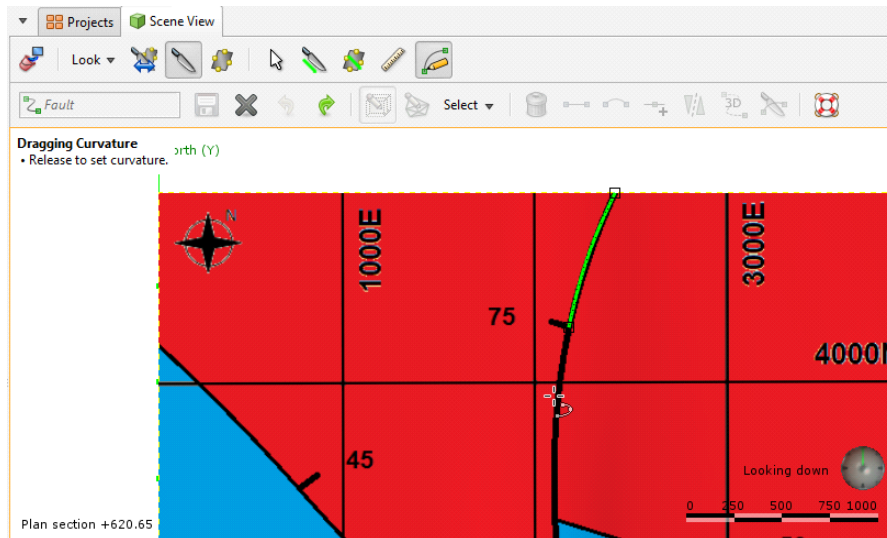 Projects
Scene View
Look
Fault
Select
3D
Dragging Curvature
• Release to set curvature.
orth (Y)
N
1000E
3000E
75
4000N
45
Looking down
0 250 500 750 1000
Plan section +620.65